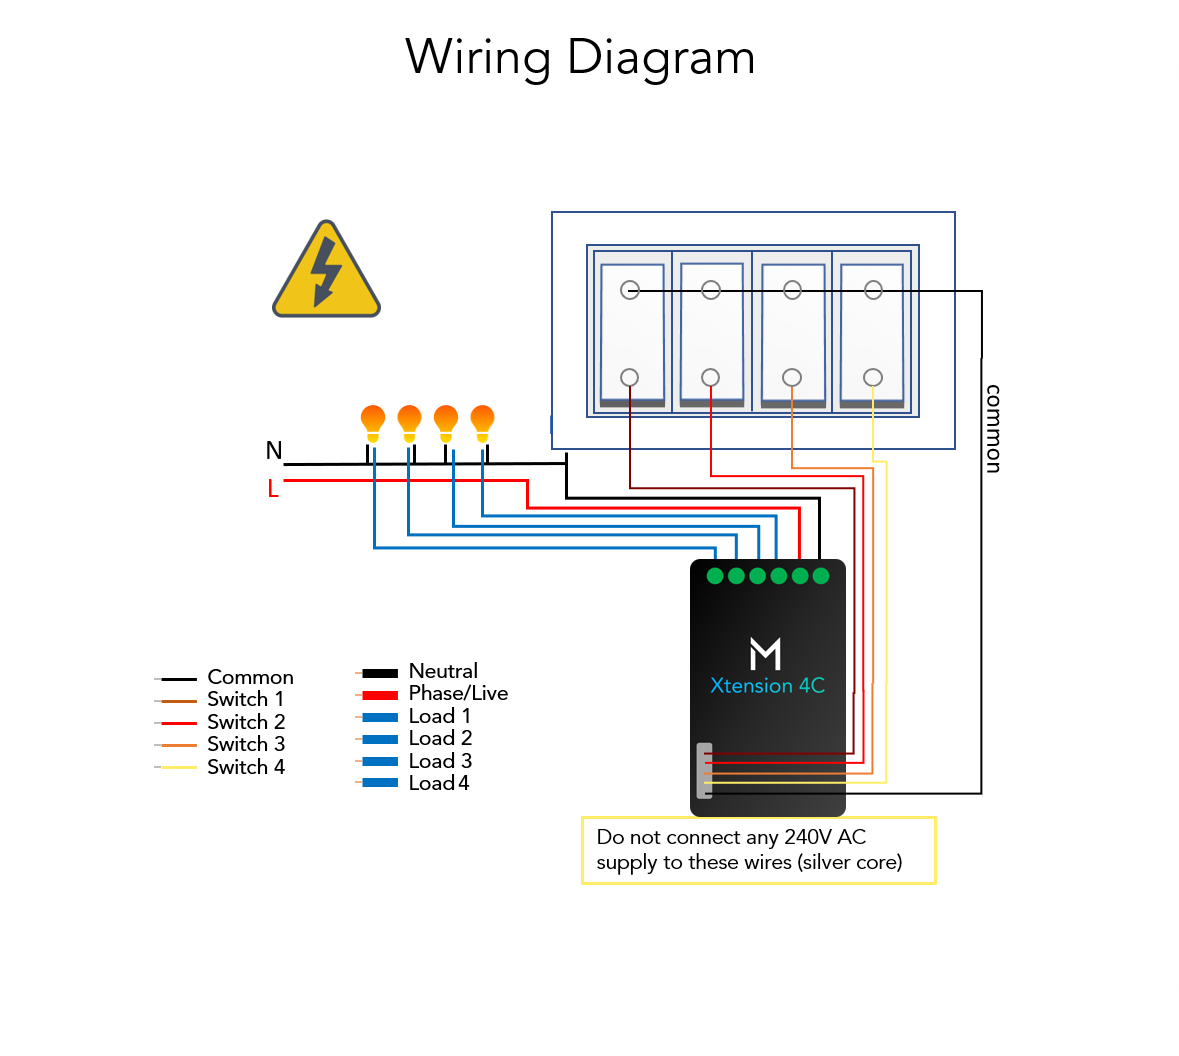 Wiring Diagram
common
N
L
Xtension 4C
Common
Switch 1
Switch 2
Switch 3
Switch 4
Neutral
Phase/Live
Load 1
Load 2
Load 3
Load 4
Do not connect any 240V AC
supply to these wires (silver core)